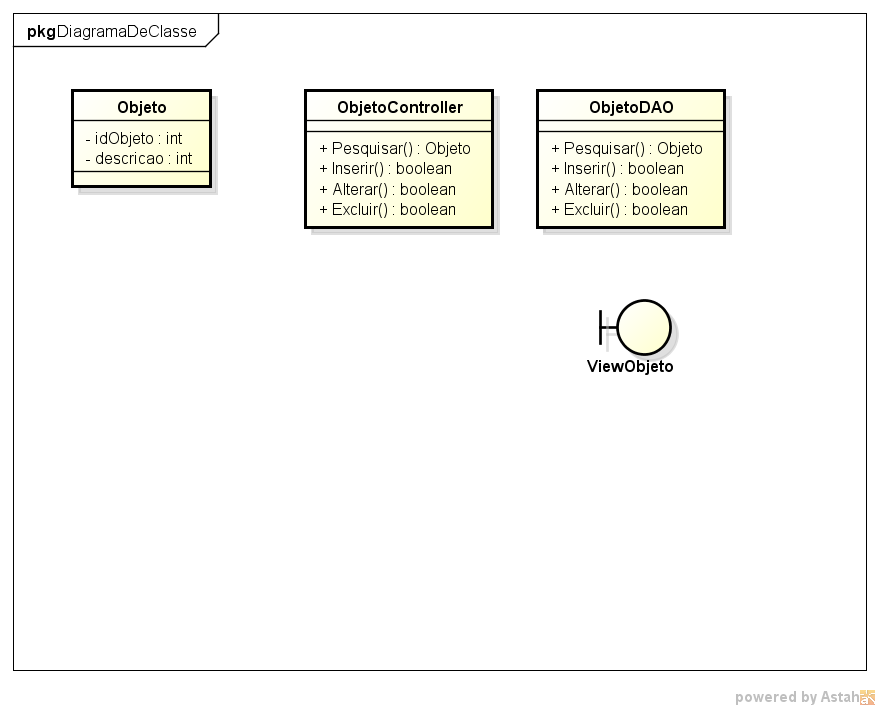 pkg DiagramaDeClasse
Objeto
- idObjeto : int
- descricao : int
ObjetoController
+ Pesquisar() : Objeto
+ Inserir() : boolean
+ Alterar() : boolean
+ Excluir() : boolean
ObjetoDAO
+ Pesquisar() : Objeto
+ Inserir() : boolean
+ Alterar() : boolean
+ Excluir() : boolean
ViewObjeto
powered by Astah